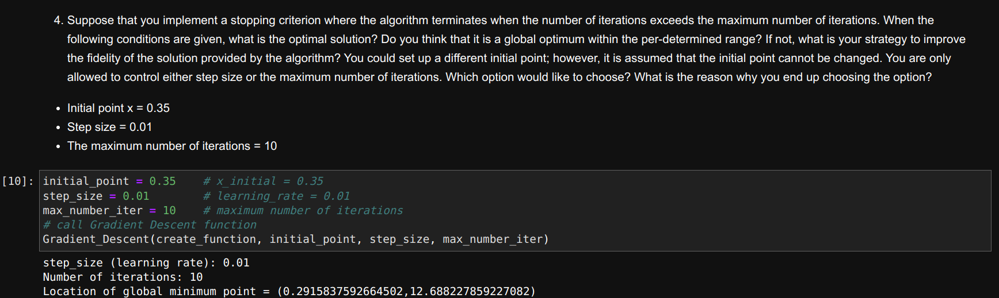 4. Suppose that you implement a stopping criterion where the algorithm terminates when the number of iterations exceeds the maximum number of iterations. When the
following conditions are given, what is the optimal solution? Do you think that it is a global optimum within the per-determined range? If not, what is your strategy to improve
the fidelity of the solution provided by the algorithm? You could set up a different initial point; however, it is assumed that the initial point cannot be changed. You are only
allowed to control either step size or the maximum number of iterations. Which option would like to choose? What is the reason why you end up choosing the option?
• Initial point x = 0.35
• Step size = 0.01
• The maximum number of iterations = 10
[10]: initial_point = 0.35    # x_initial = 0.35
step_size = 0.01         # learning_rate = 0.01
max_number_iter = 10    # maximum number of iterations
# call Gradient Descent function
Gradient_Descent(create_function, initial_point, step_size, max_number_iter)
step_size (learning rate): 0.01
Number of iterations: 10
Location of global minimum point = (0.2915837592664502,12.688227859227082)